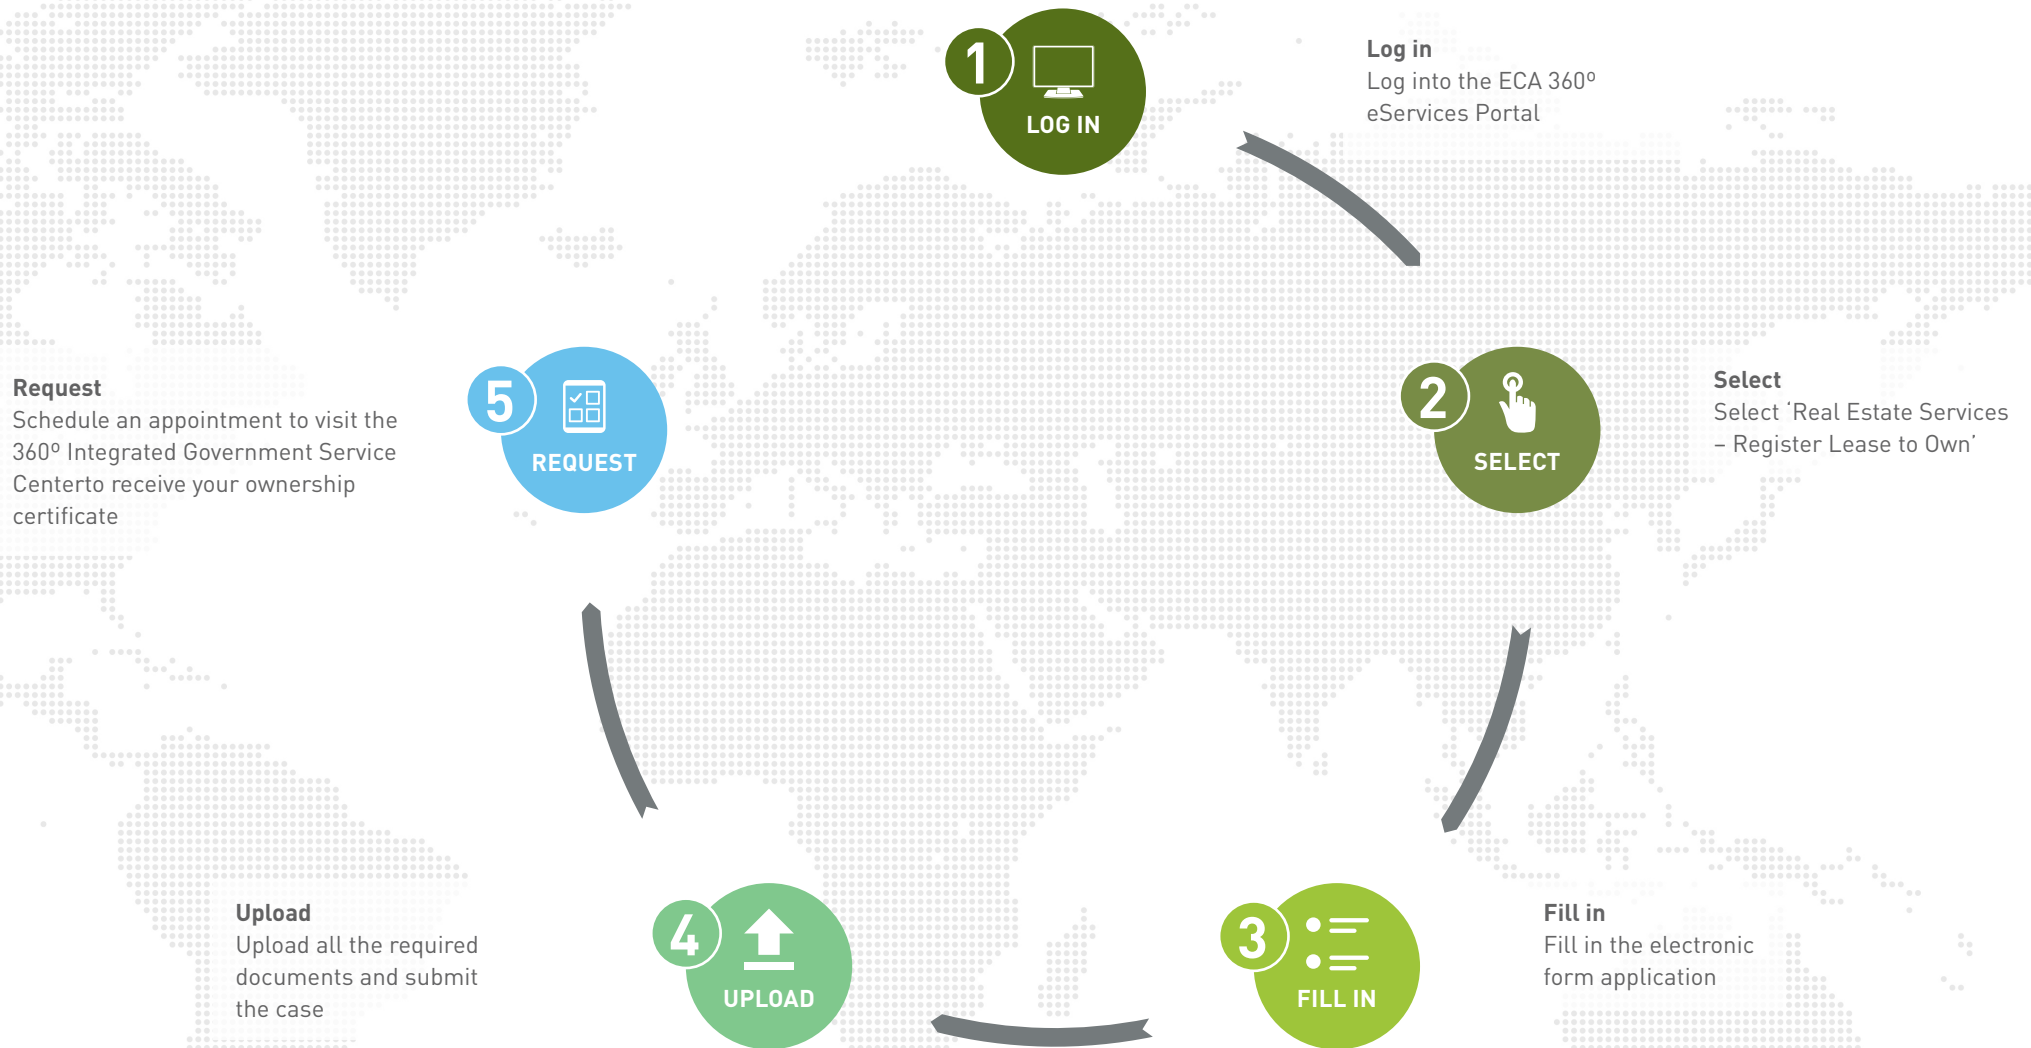 1
LOG IN
Log in
Log into the ECA 360º
eServices Portal
2
SELECT
Select
Select ‘Real Estate Services
– Register Lease to Own’
3
FILL IN
Fill in
Fill in the electronic
form application
4
UPLOAD
Upload
Upload all the required
documents and submit
the case
5
REQUEST
Request
Schedule an appointment to visit the
360º Integrated Government Service
Centerto receive your ownership
certificate